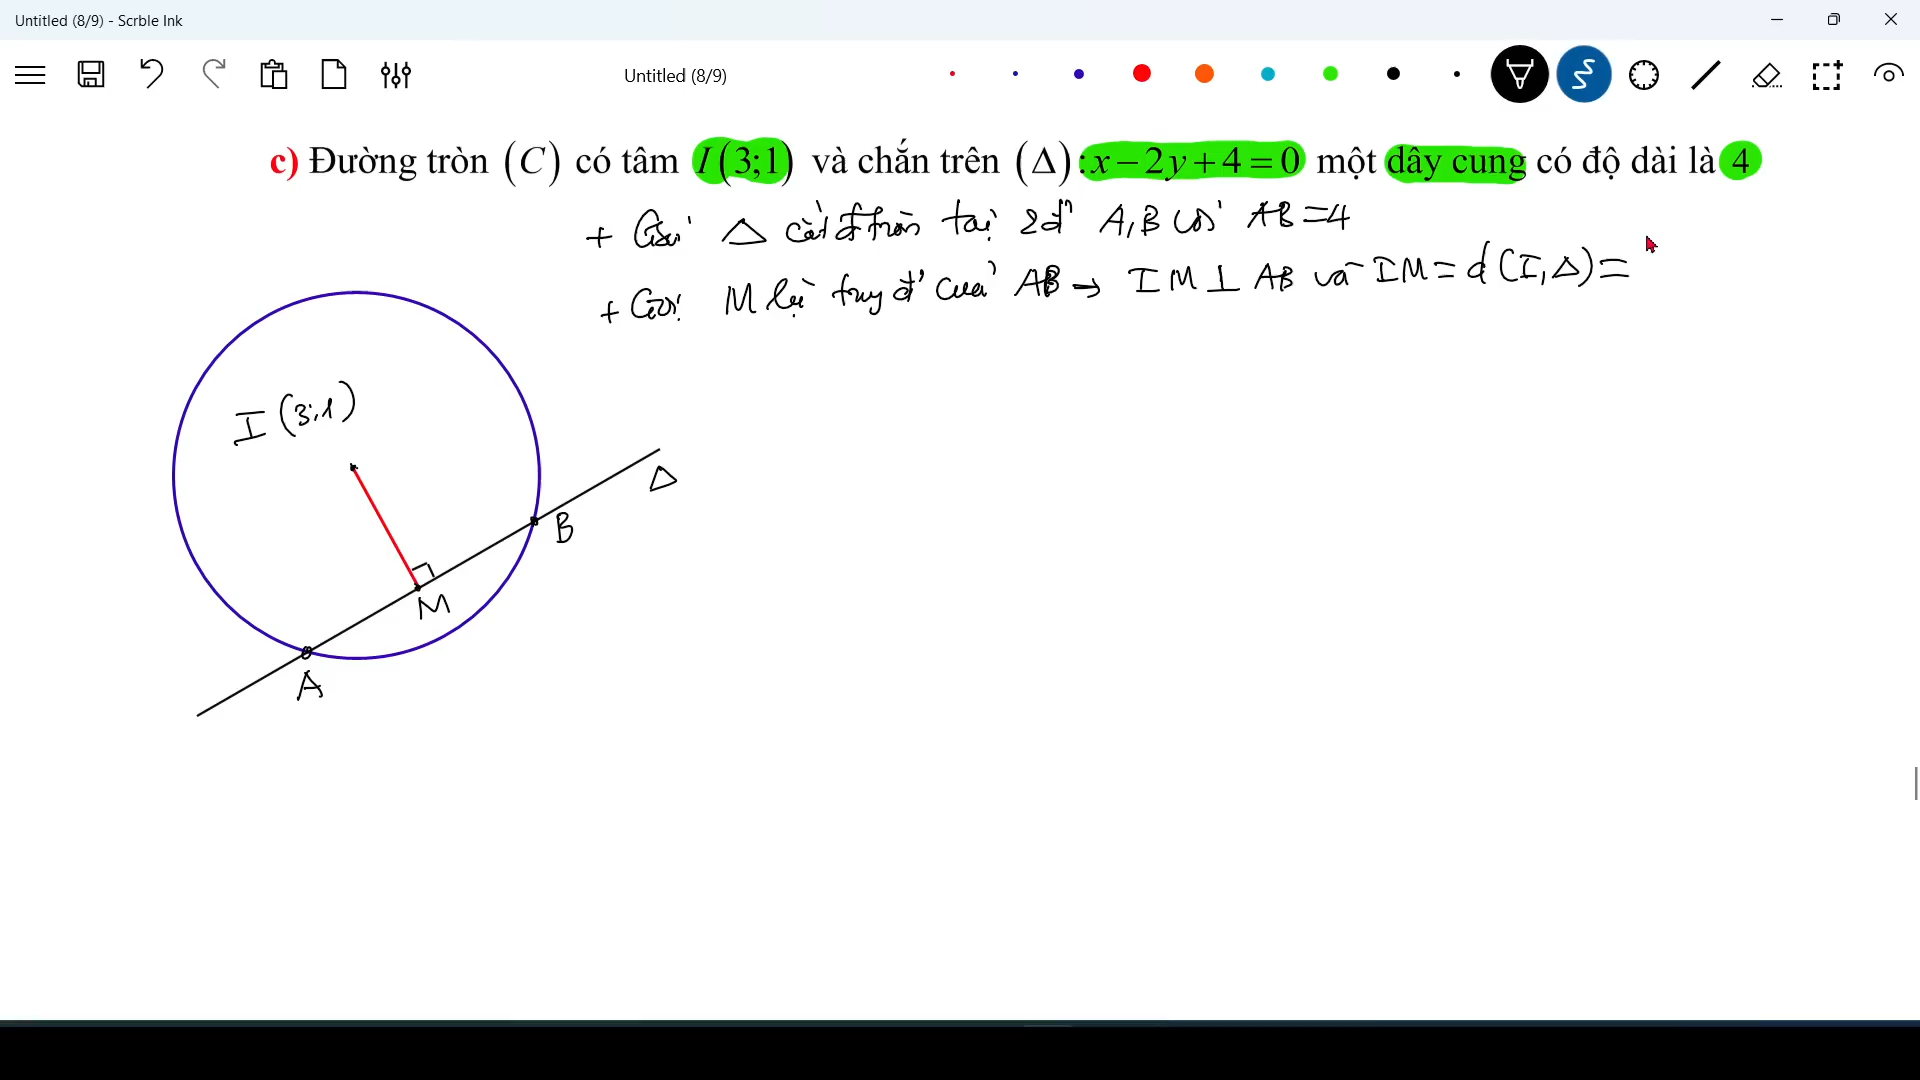 Untitled (8/9) - Scrble Ink
Untitled (8/9)
c) Đường tròn (C) có tâm I(3;1) và chắn trên (Δ): x−2y+4=0 một dây cung có độ dài là 4
+ Δ cắt đ tròn tại 2đ' A,B có AB=4
+ Gọi M là trung đ' của AB → IM ⊥ AB và IM = d(I,Δ) =
I(3;1)
Δ
B
M
A